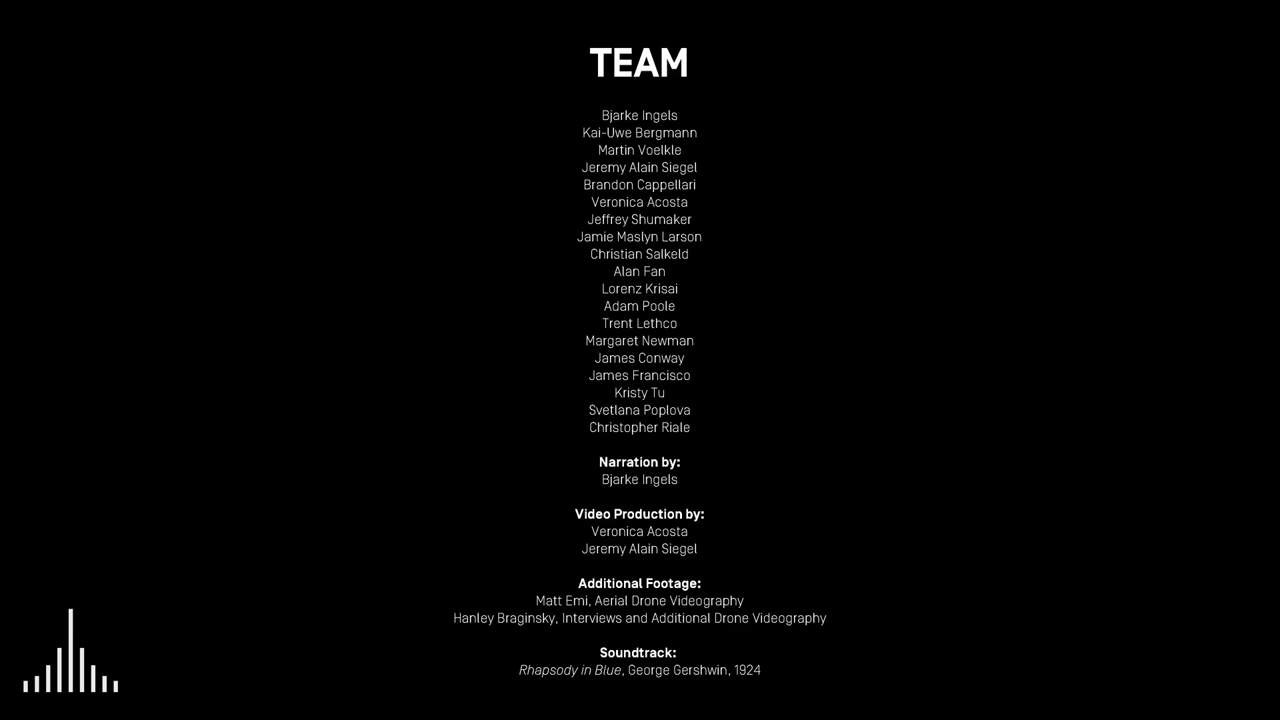 TEAM
Bjarke Ingels
Kai-Uwe Bergmann
Martin Voelkle
Jeremy Alain Siegel
Brandon Cappellari
Veronica Acosta
Jeffrey Shumaker
Jamie Maslyn Larson
Christian Salkeld
Alan Fan
Lorenz Krisai
Adam Poole
Trent Lethco
Margaret Newman
James Conway
James Francisco
Kristy Tu
Svetlana Poplova
Christopher Riale
Narration by:
Bjarke Ingels
Video Production by:
Veronica Acosta
Jeremy Alain Siegel
Additional Footage:
Matt Emi, Aerial Drone Videography
Hanley Braginsky, Interviews and Additional Drone Videography
Soundtrack:
Rhapsody in Blue, George Gershwin, 1924